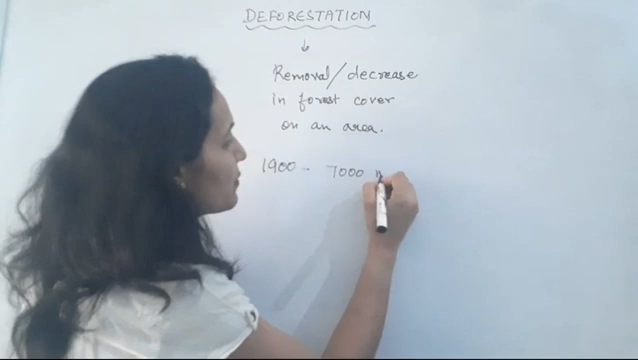 DEFORESTATION
Removal/decrease
in forest cover
on an area.
1900 - 7000